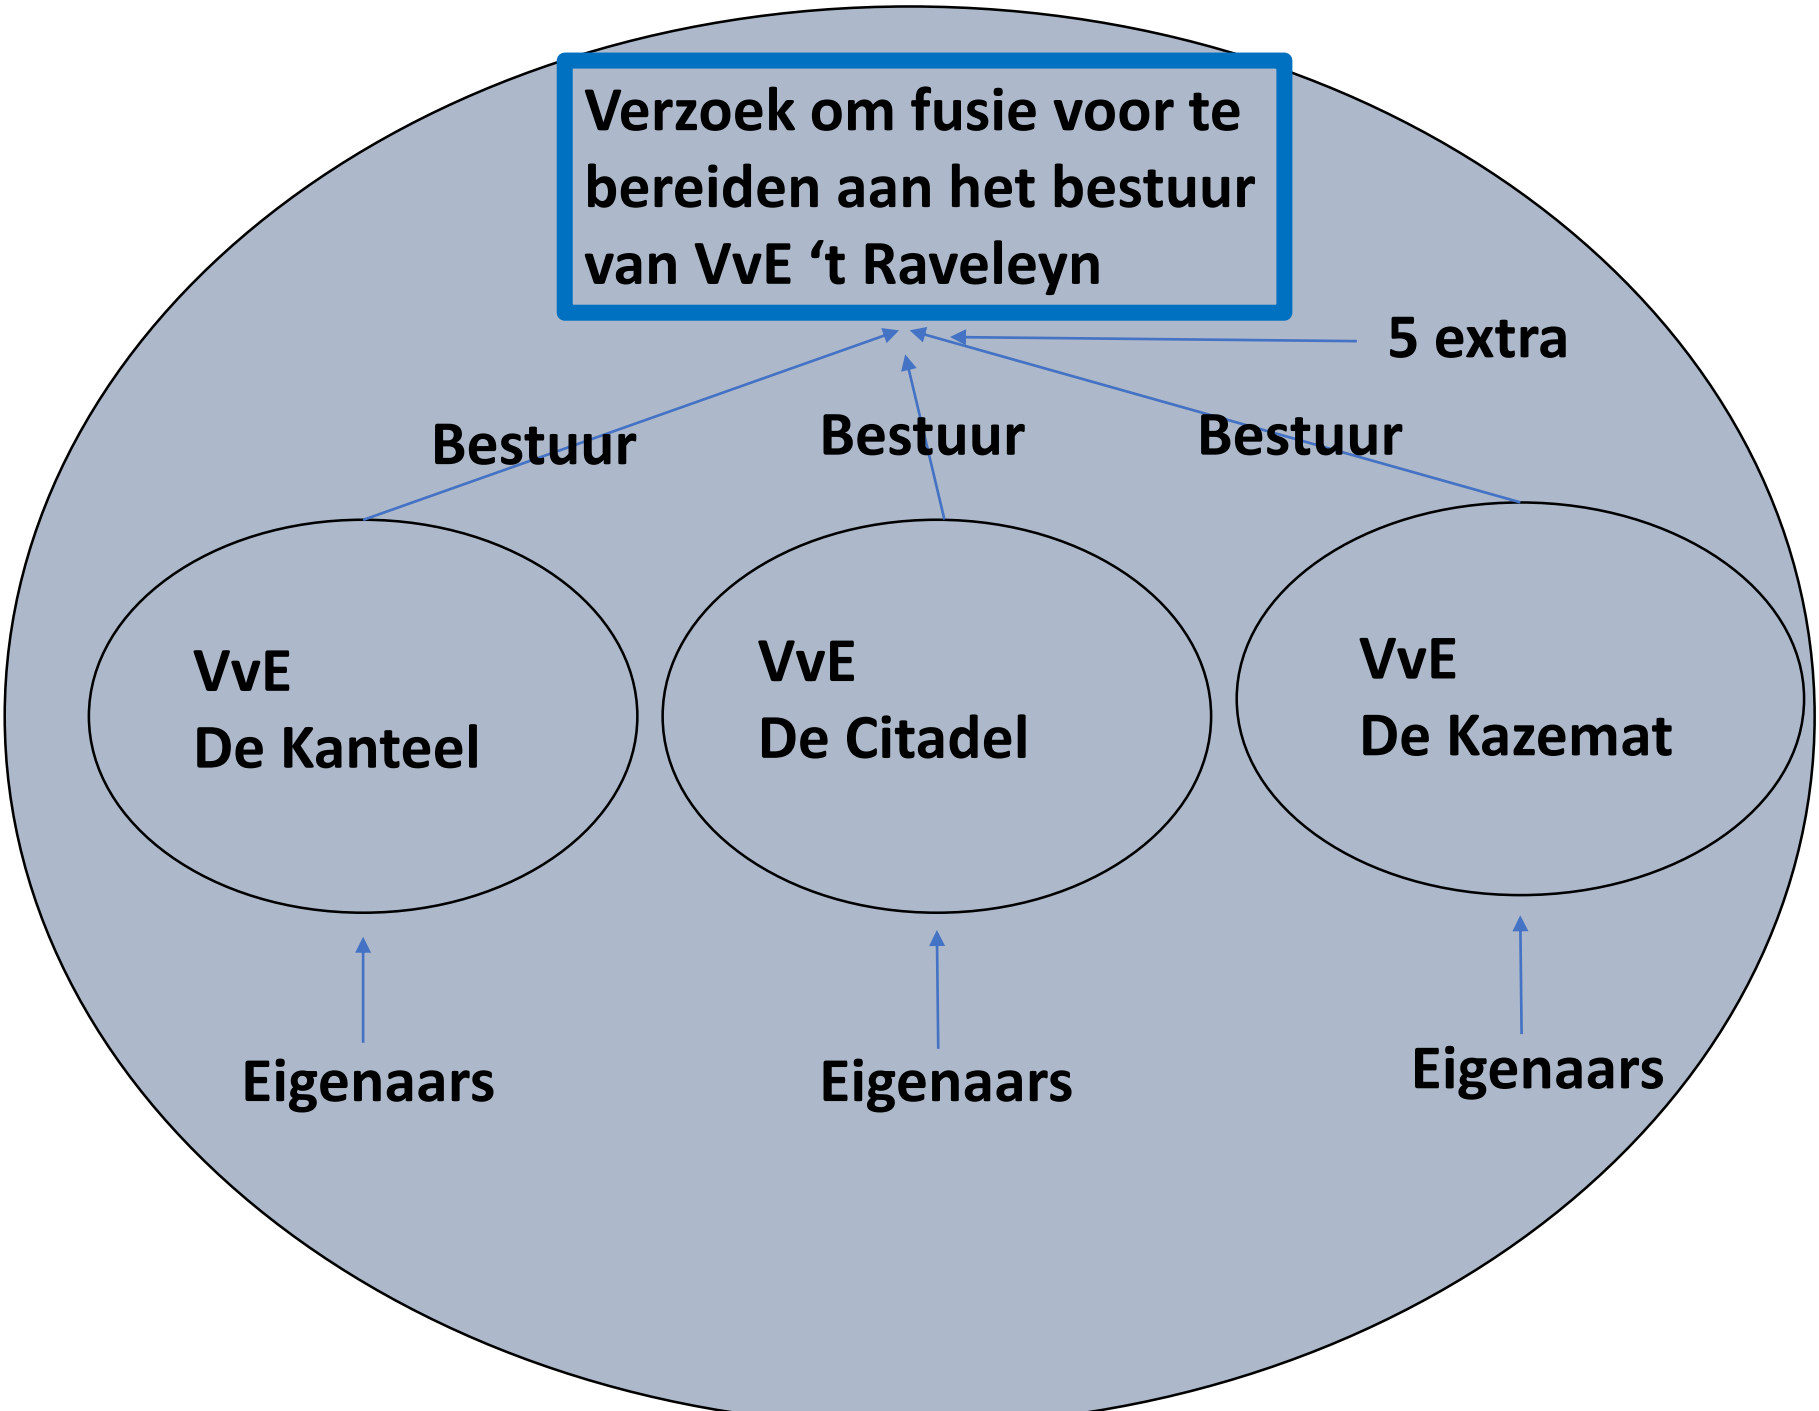 Verzoek om fusie voor te
bereiden aan het bestuur
van VvE ‘t Raveleyn
5 extra
Bestuur
Bestuur
Bestuur
VvE
De Kanteel
VvE
De Citadel
VvE
De Kazemat
Eigenaars
Eigenaars
Eigenaars